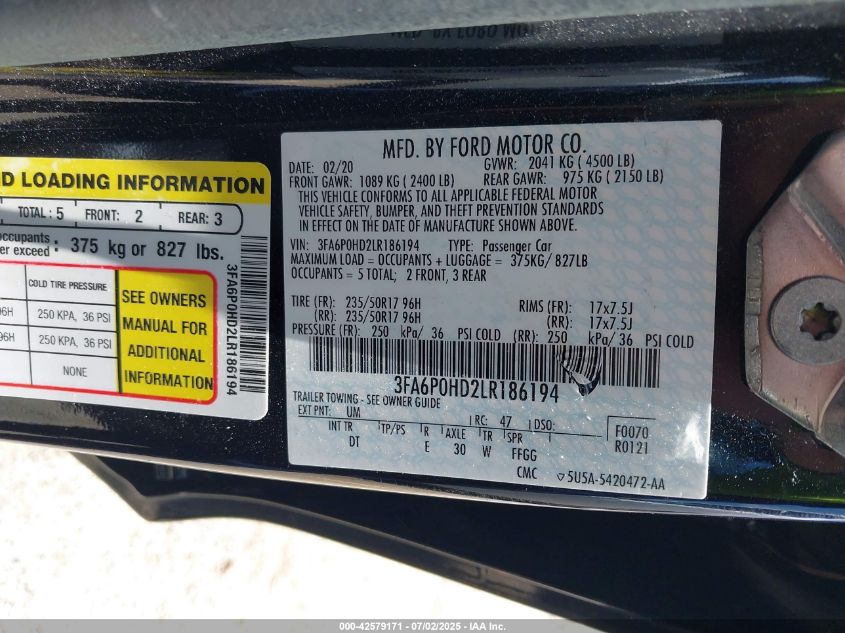 D LOADING INFORMATION
TOTAL: 5 FRONT: 2 REAR: 3
occupants
er exceed : 375 kg or 827 lbs.
COLD TIRE PRESSURE
96H 250 KPA, 36 PSI
96H 250 KPA, 36 PSI
NONE
SEE OWNERS
MANUAL FOR
ADDITIONAL
INFORMATION
3FA6P0HD2LR186194
MFD. BY FORD MOTOR CO.
DATE: 02/20 GVWR: 2041 KG ( 4500 LB)
FRONT GAWR: 1089 KG ( 2400 LB) REAR GAWR: 975 KG ( 2150 LB)
THIS VEHICLE CONFORMS TO ALL APPLICABLE FEDERAL MOTOR
VEHICLE SAFETY, BUMPER, AND THEFT PREVENTION STANDARDS
IN EFFECT ON THE DATE OF MANUFACTURE SHOWN ABOVE.
VIN: 3FA6P0HD2LR186194 TYPE: Passenger Car
MAXIMUM LOAD = OCCUPANTS + LUGGAGE = 375KG/ 827LB
OCCUPANTS = 5 TOTAL; 2 FRONT, 3 REAR
TIRE (FR): 235/50R17 96H RIMS (FR): 17x7.5J
(RR): 235/50R17 96H (RR): 17x7.5J
PRESSURE (FR): 250 kPa/ 36 PSI COLD (RR): 250 kPa/ 36 PSI COLD
3FA6P0HD2LR186194
TRAILER TOWING - SEE OWNER GUIDE
EXT PNT: UM RC: 47 DSO: F0070
INT TR TP/PS R AXLE TR SPR R0121
DT E 30 W FFGG
CMC 5U5A-5420472-AA
000-42579171 - 07/02/2025 - IAA Inc.